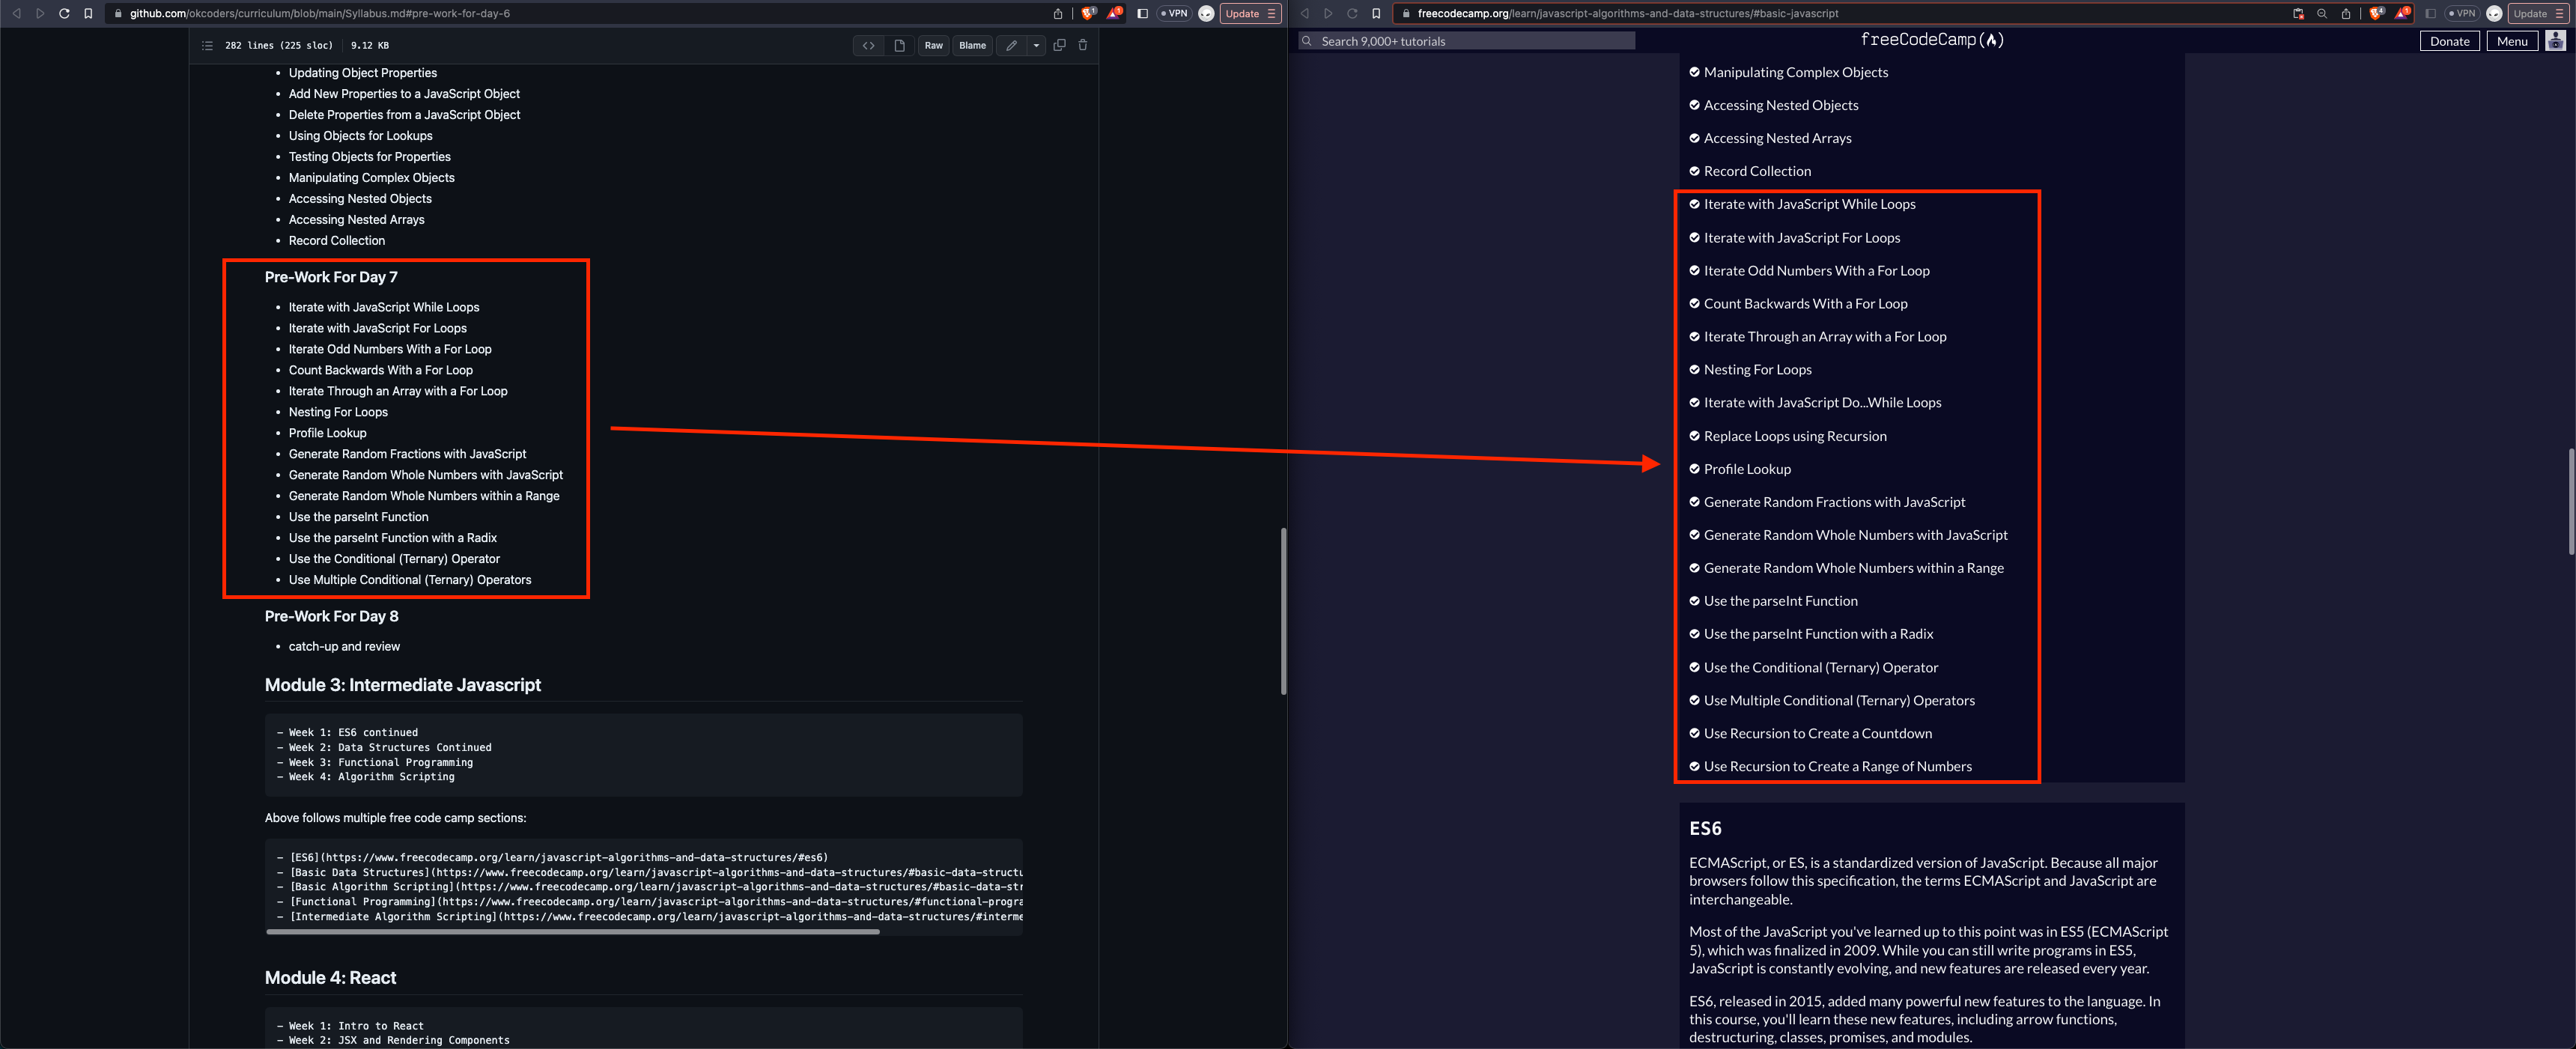 github.com/okcoders/curriculum/blob/main/Syllabus.md#pre-work-for-day-6
1
1
VPN
Update
282 lines (225 sloc)
9.12 KB
Raw
Blame
Updating Object Properties
Add New Properties to a JavaScript Object
Delete Properties from a JavaScript Object
Using Objects for Lookups
Testing Objects for Properties
Manipulating Complex Objects
Accessing Nested Objects
Accessing Nested Arrays
Record Collection
Pre-Work For Day 7
Iterate with JavaScript While Loops
Iterate with JavaScript For Loops
Iterate Odd Numbers With a For Loop
Count Backwards With a For Loop
Iterate Through an Array with a For Loop
Nesting For Loops
Profile Lookup
Generate Random Fractions with JavaScript
Generate Random Whole Numbers with JavaScript
Generate Random Whole Numbers within a Range
Use the parseInt Function
Use the parseInt Function with a Radix
Use the Conditional (Ternary) Operator
Use Multiple Conditional (Ternary) Operators
Pre-Work For Day 8
catch-up and review
Module 3: Intermediate Javascript
- Week 1: ES6 continued
- Week 2: Data Structures Continued
- Week 3: Functional Programming
- Week 4: Algorithm Scripting
Above follows multiple free code camp sections:
- [ES6](https://www.freecodecamp.org/learn/javascript-algorithms-and-data-structures/#es6)
- [Basic Data Structures](https://www.freecodecamp.org/learn/javascript-algorithms-and-data-structures/#basic-data-structu
- [Basic Algorithm Scripting](https://www.freecodecamp.org/learn/javascript-algorithms-and-data-structures/#basic-data-str
- [Functional Programming](https://www.freecodecamp.org/learn/javascript-algorithms-and-data-structures/#functional-progra
- [Intermediate Algorithm Scripting](https://www.freecodecamp.org/learn/javascript-algorithms-and-data-structures/#interme
Module 4: React
- Week 1: Intro to React
- Week 2: JSX and Rendering Components
freecodecamp.org/learn/javascript-algorithms-and-data-structures/#basic-javascript
4
1
VPN
Update
Search 9,000+ tutorials
freeCodeCamp
Donate
Menu
Manipulating Complex Objects
Accessing Nested Objects
Accessing Nested Arrays
Record Collection
Iterate with JavaScript While Loops
Iterate with JavaScript For Loops
Iterate Odd Numbers With a For Loop
Count Backwards With a For Loop
Iterate Through an Array with a For Loop
Nesting For Loops
Iterate with JavaScript Do...While Loops
Replace Loops using Recursion
Profile Lookup
Generate Random Fractions with JavaScript
Generate Random Whole Numbers with JavaScript
Generate Random Whole Numbers within a Range
Use the parseInt Function
Use the parseInt Function with a Radix
Use the Conditional (Ternary) Operator
Use Multiple Conditional (Ternary) Operators
Use Recursion to Create a Countdown
Use Recursion to Create a Range of Numbers
ES6
ECMAScript, or ES, is a standardized version of JavaScript. Because all major
browsers follow this specification, the terms ECMAScript and JavaScript are
interchangeable.
Most of the JavaScript you've learned up to this point was in ES5 (ECMAScript
5), which was finalized in 2009. While you can still write programs in ES5,
JavaScript is constantly evolving, and new features are released every year.
ES6, released in 2015, added many powerful new features to the language. In
this course, you'll learn these new features, including arrow functions,
destructuring, classes, promises, and modules.